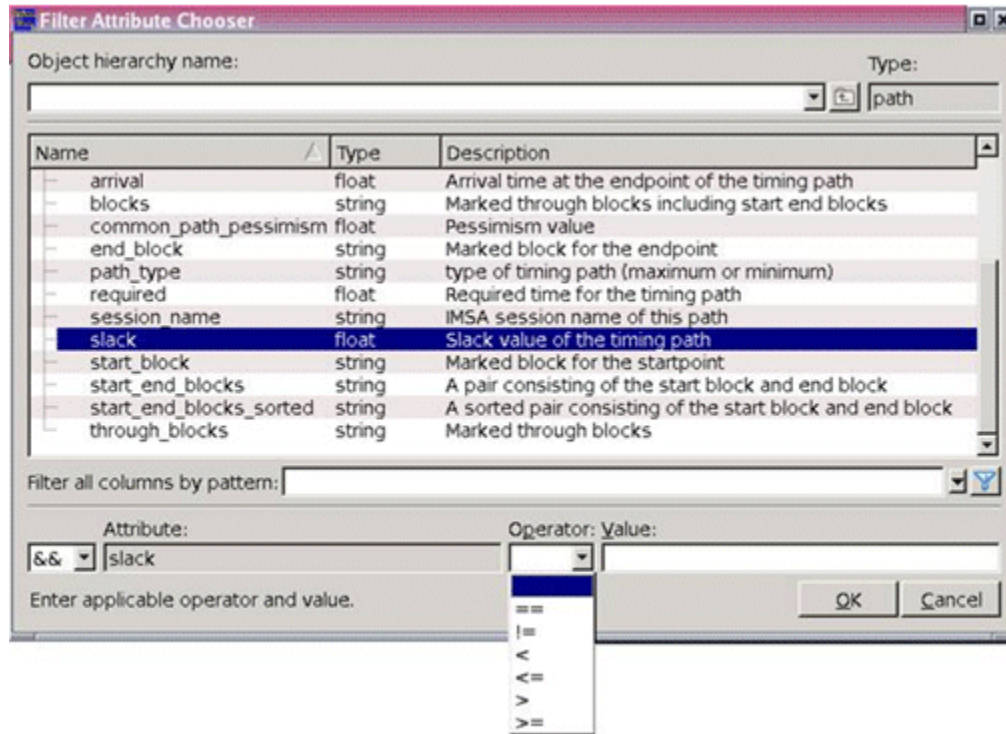 Filter Attribute Chooser
Object hierarchy name: Type:
path
Name Type Description
arrival float Arrival time at the endpoint of the timing path
blocks string Marked through blocks including start end blocks
common_path_pessimism float Pessimism value
end_block string Marked block for the endpoint
path_type string type of timing path (maximum or minimum)
required float Required time for the timing path
session_name string IMSA session name of this path
slack float Slack value of the timing path
start_block string Marked block for the startpoint
start_end_blocks string A pair consisting of the start block and end block
start_end_blocks_sorted string A sorted pair consisting of the start block and end block
through_blocks string Marked through blocks
Filter all columns by pattern:
Attribute: Operator: Value:
&& slack
Enter applicable operator and value. OK Cancel
==
!=
<
<=
>
>=